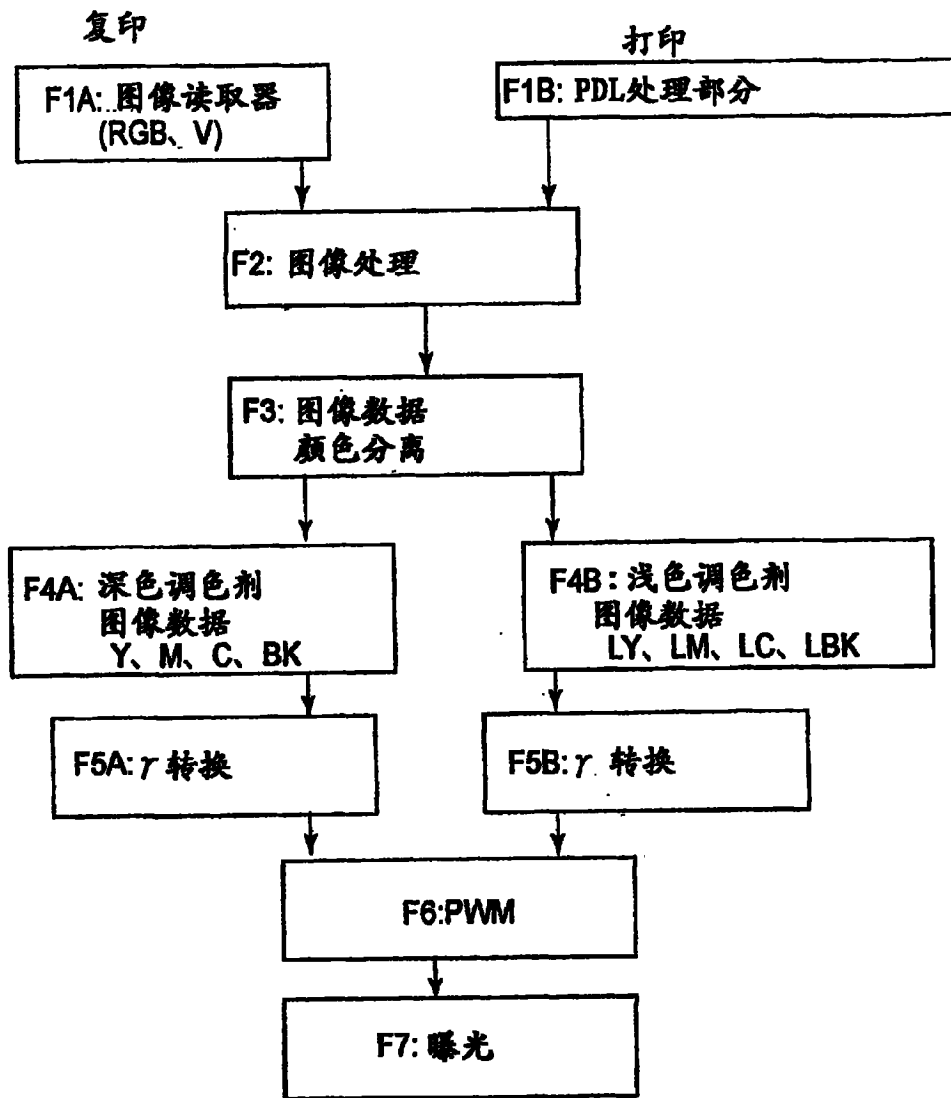 复印
打印
F1A: 图像读取器
(RGB、V)
F1B: PDL处理部分
F2: 图像处理
F3: 图像数据
颜色分离
F4A: 深色调色剂
图像数据
Y、M、C、BK
F4B: 浅色调色剂
图像数据
LY、LM、LC、LBK
F5A: γ 转换
F5B: γ 转换
F6:PWM
F7: 曝光